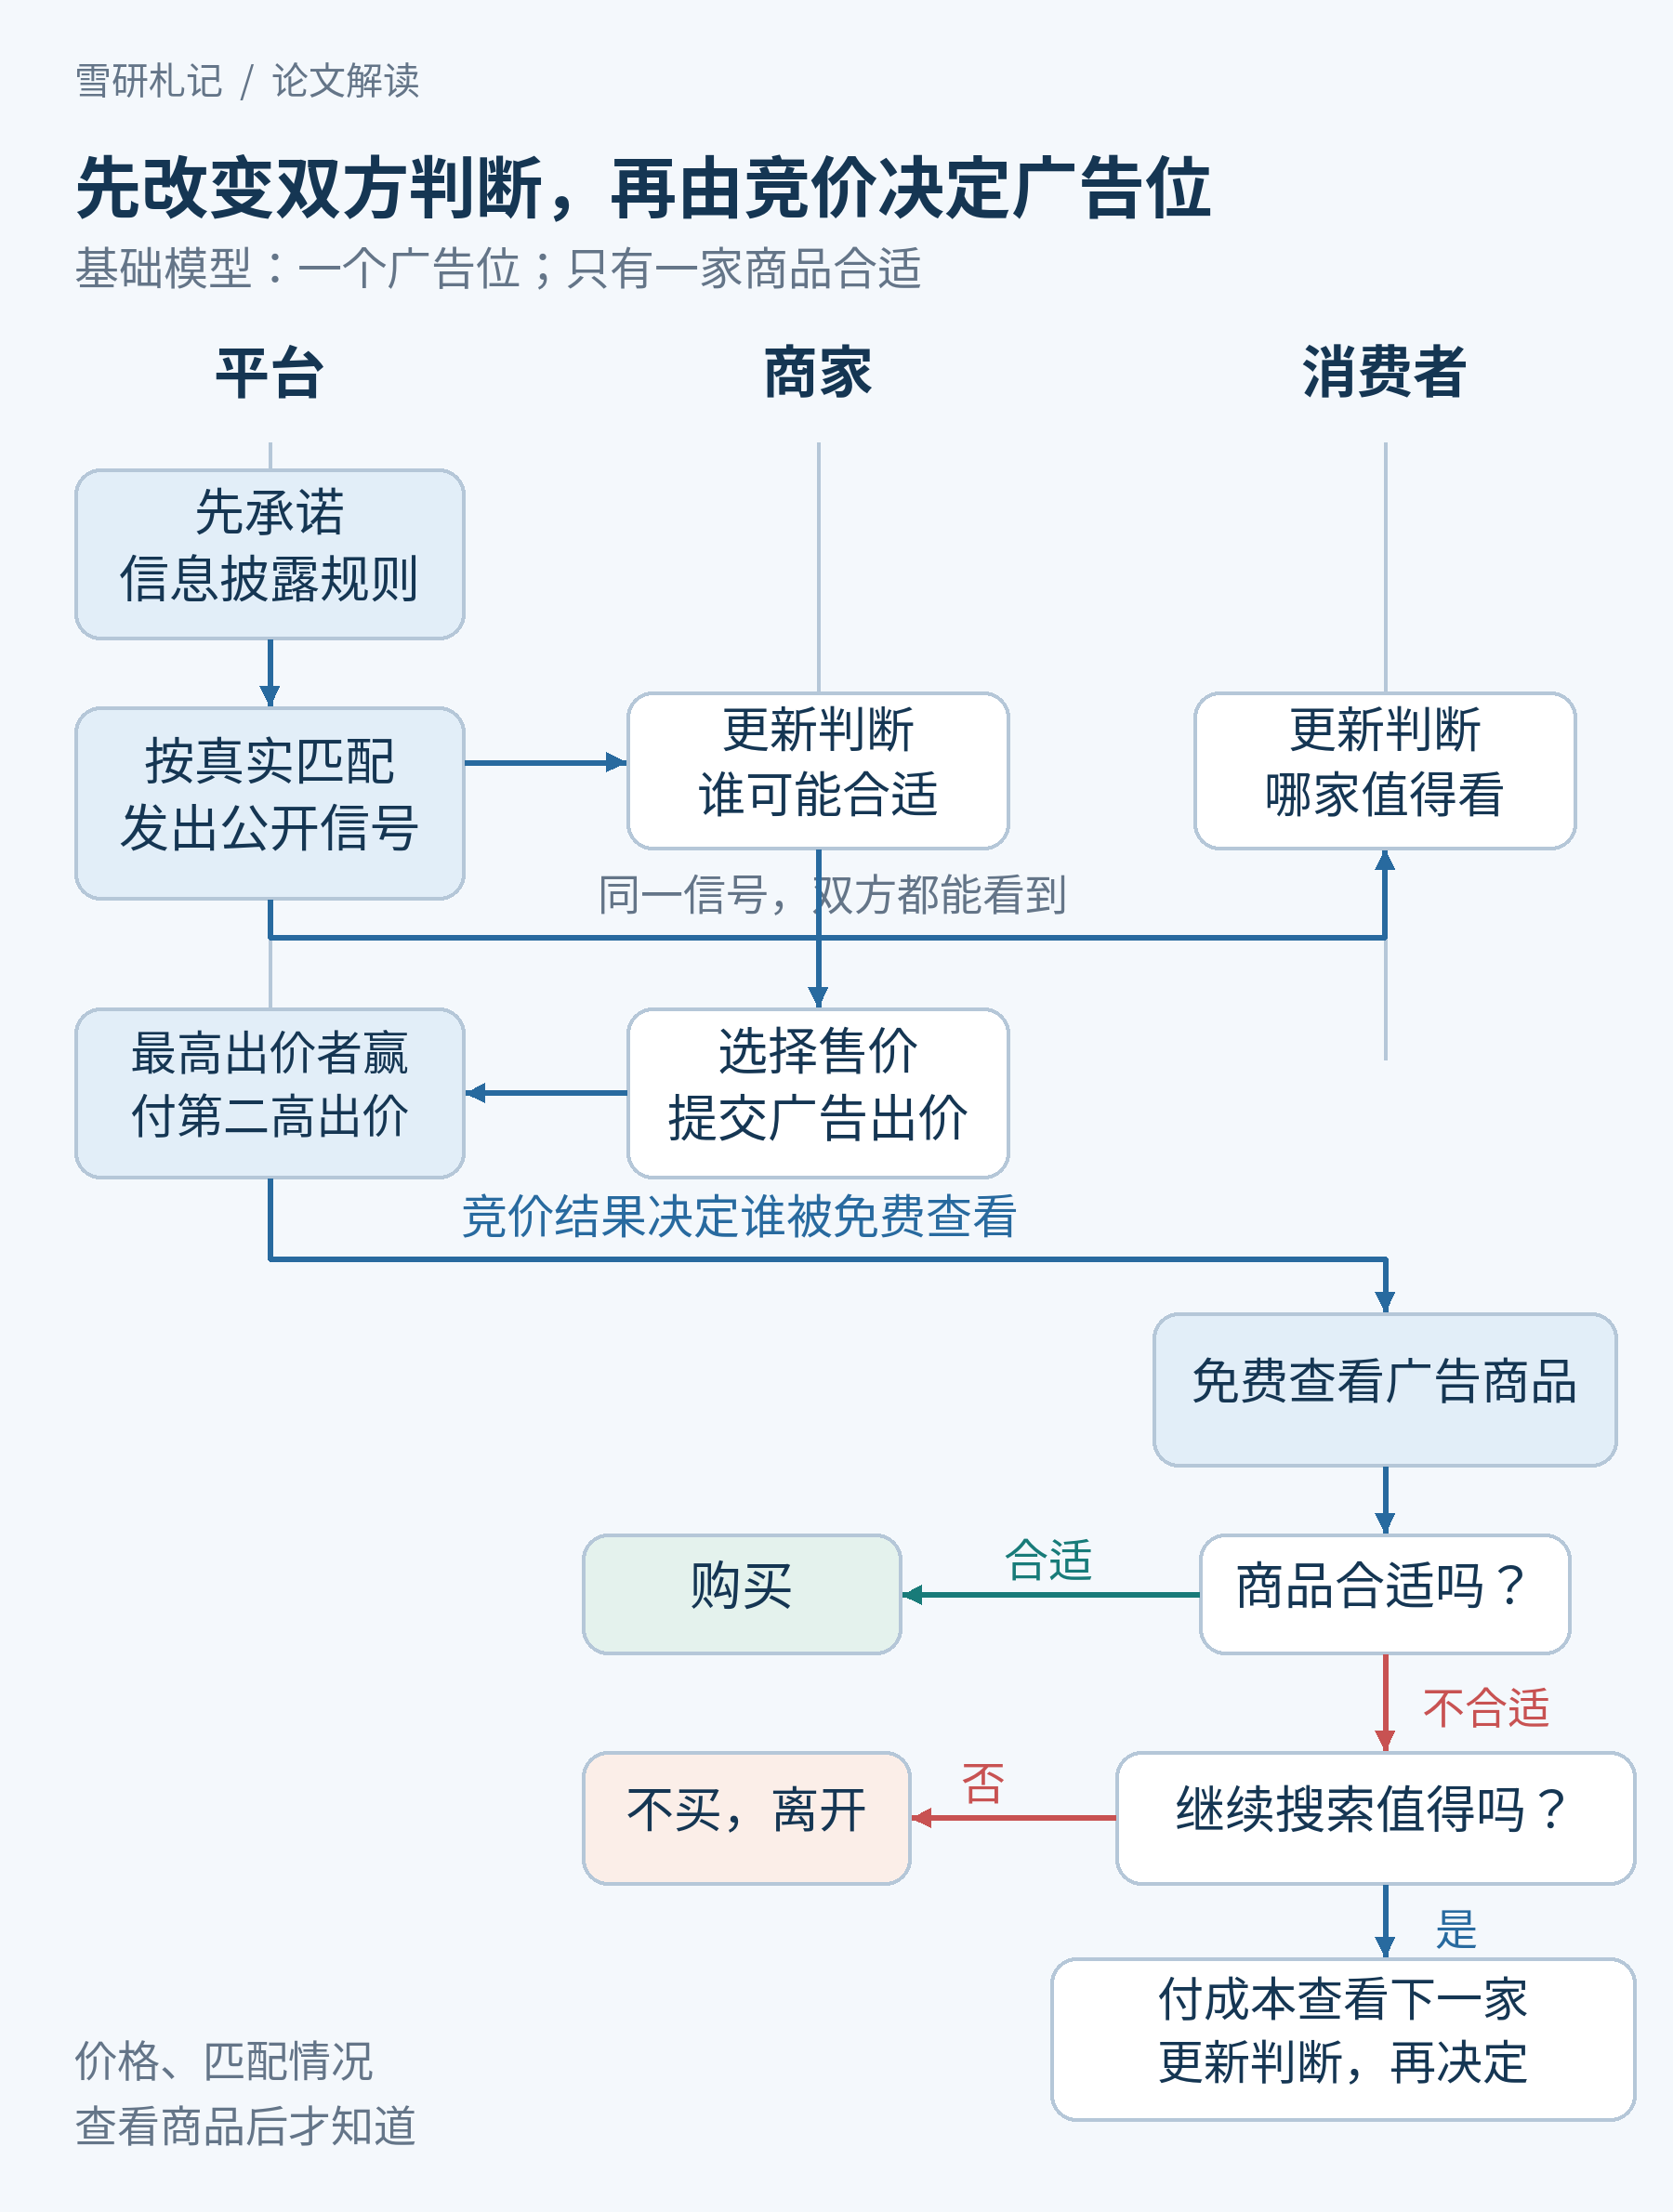 雪研札记 / 论文解读
先改变双方判断，再由竞价决定广告位
基础模型：一个广告位；只有一家商品合适
平台
商家
消费者
先承诺
信息披露规则
按真实匹配
发出公开信号
更新判断
谁可能合适
更新判断
哪家值得看
同一信号，双方都能看到
最高出价者赢
付第二高出价
选择售价
提交广告出价
竞价结果决定谁被免费查看
免费查看广告商品
商品合适吗？
合适
购买
不合适
继续搜索值得吗？
否
不买，离开
是
付成本查看下一家
更新判断，再决定
价格、匹配情况
查看商品后才知道